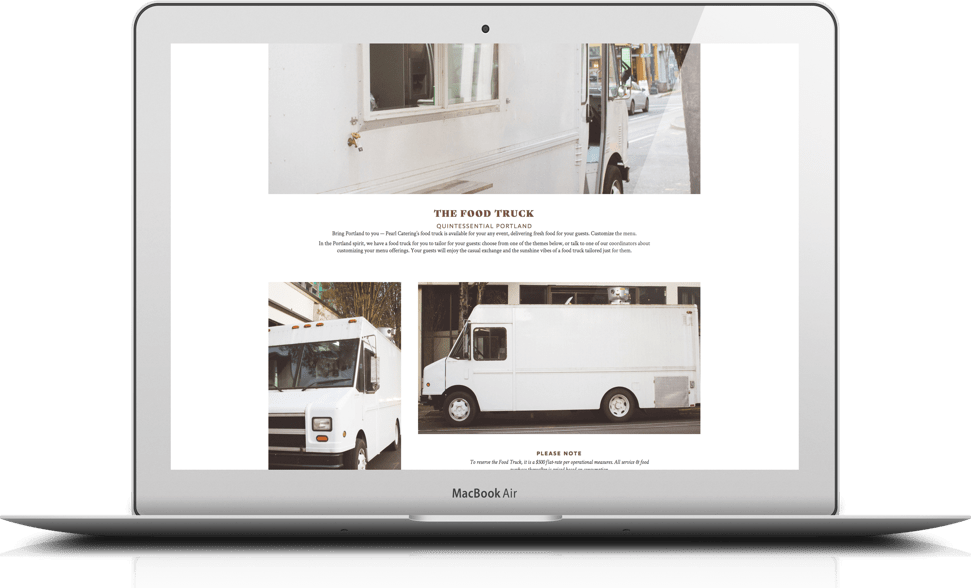 THE FOOD TRUCK
QUINTESSENTIAL PORTLAND
Bring Portland to you — Pearl Catering's food truck is available for your any event, delivering fresh food for your guests. Customize the menu.
In the Portland spirit, we have a food truck for you to tailor for your guests: choose from one of the themes below, or talk to one of our coordinators about
customizing your menu offerings. Your guests will enjoy the casual exchange and the sunshine vibes of a food truck tailored just for them.
PLEASE NOTE
To reserve the Food Truck, it is a $300 flat-rate per operational measures. All service & food
MacBook Air